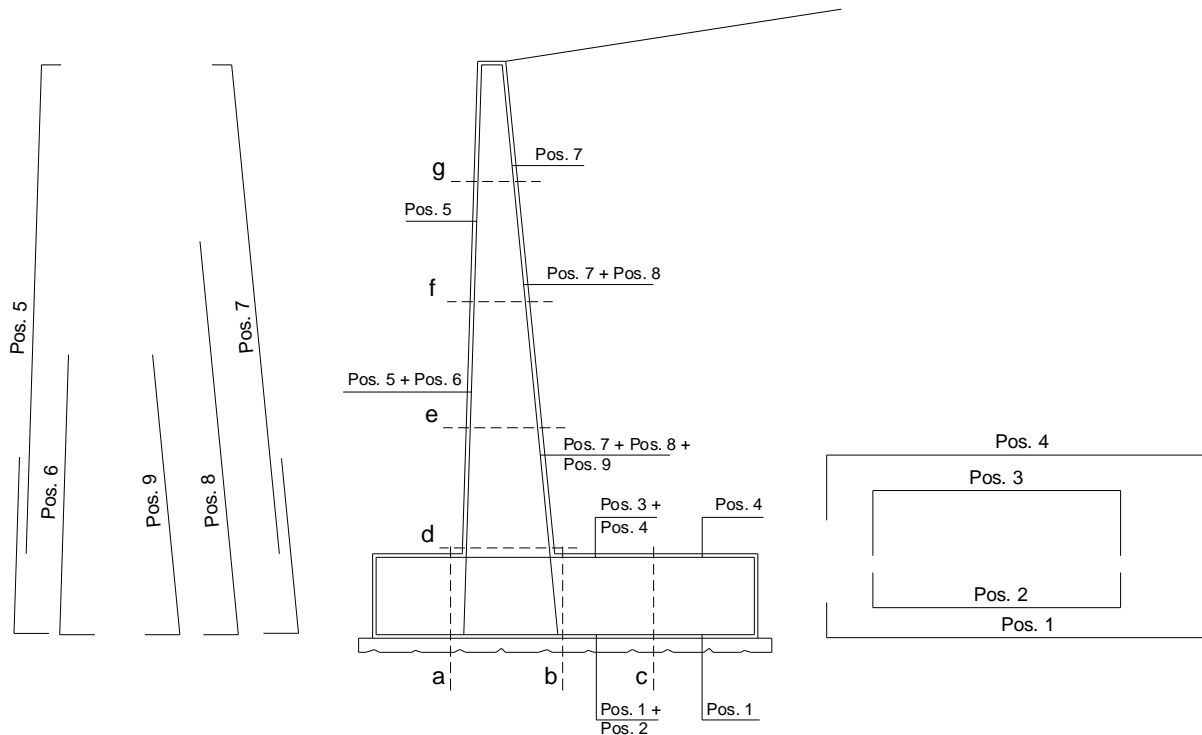 Pos. 5
Pos. 6
Pos. 9
Pos. 8
Pos. 7
g
Pos. 7
Pos. 5
f
Pos. 7 + Pos. 8
Pos. 5 + Pos. 6
e
Pos. 7 + Pos. 8 +
Pos. 9
d
Pos. 3 +
Pos. 4
Pos. 4
a
b
c
Pos. 1 +
Pos. 2
Pos. 1
Pos. 4
Pos. 3
Pos. 2
Pos. 1